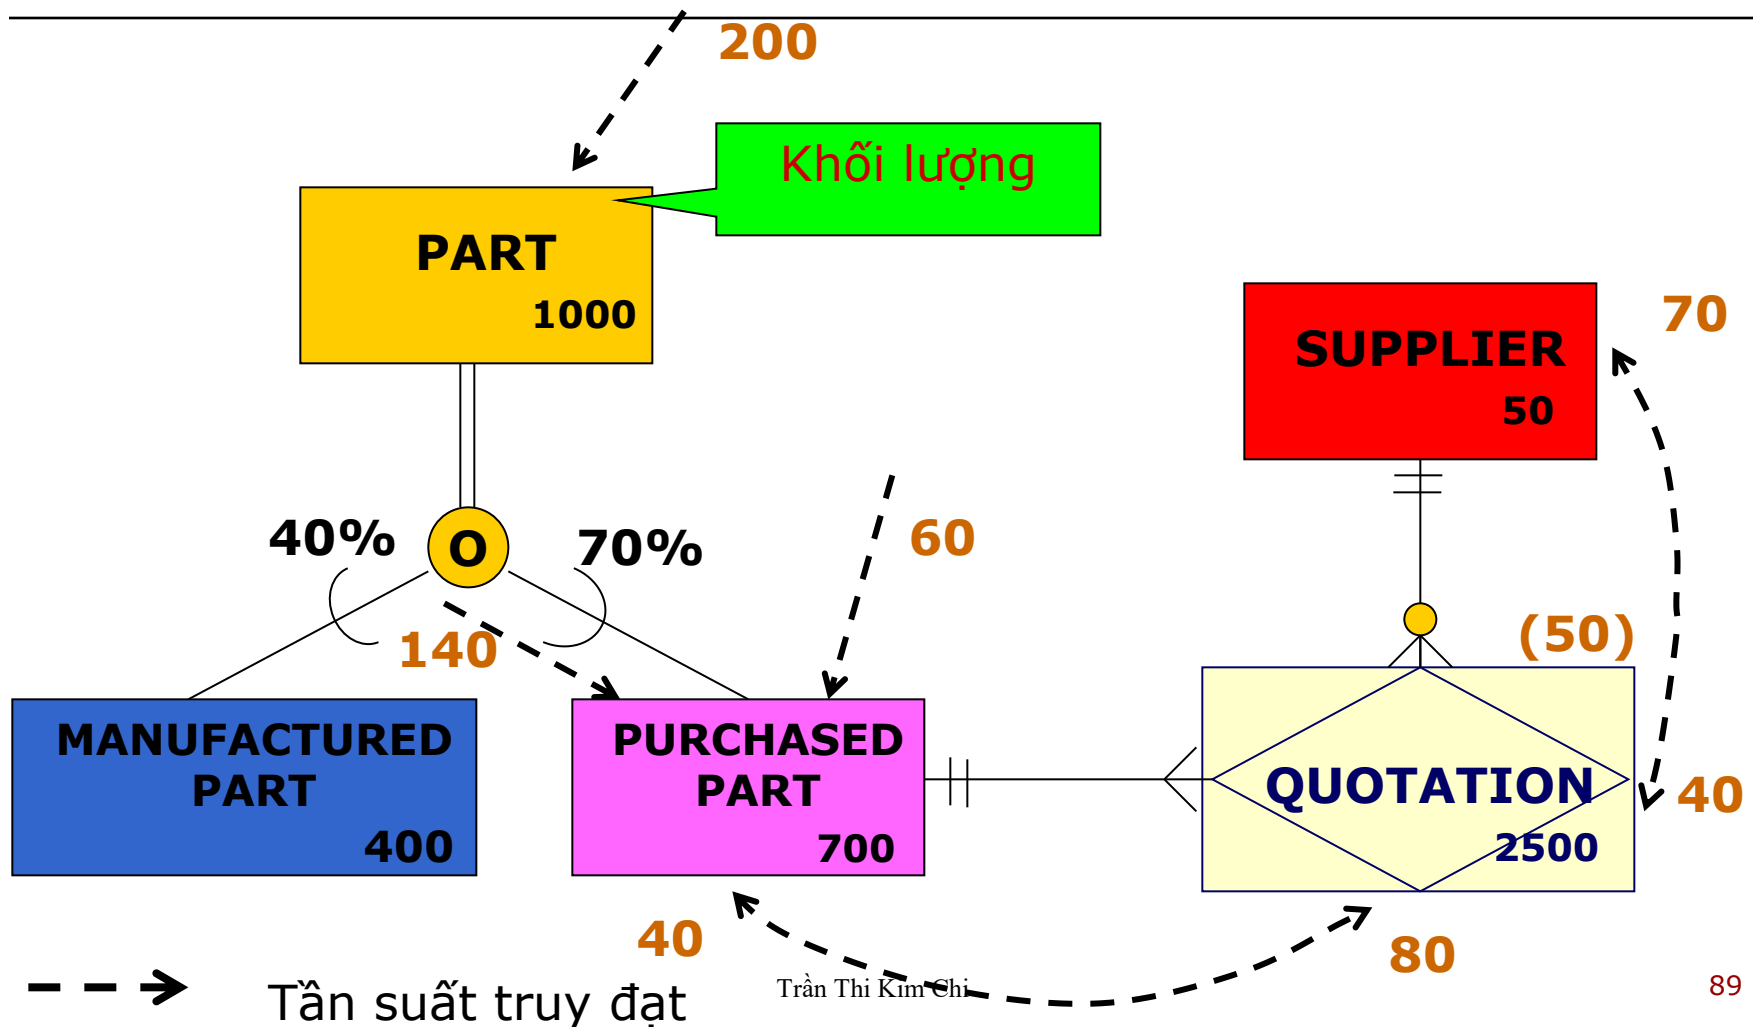 200
Khối lượng
PART
1000
SUPPLIER
50
70
40%
O
70%
60
140
(50)
MANUFACTURED
PART
400
PURCHASED
PART
700
QUOTATION
2500
40
40
80
Tần suất truy đạt
Trần Thi Kim Chi
89